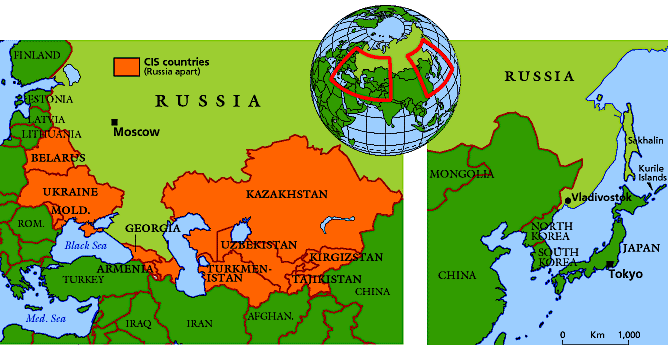 CIS countries
(Russia apart)
FINLAND
RUSSIA
RUSSIA
ESTONIA
LATVIA
LITHUANIA
Moscow
Sakhalin
BELARUS
MONGOLIA
Kurile
Islands
UKRAINE
KAZAKHSTAN
Vladivostok
MOLD.
ROM.
GEORGIA
NORTH
KOREA
Black Sea
UZBEKISTAN
JAPAN
KIRGIZSTAN
SOUTH
KOREA
ARMENIA
TURKMEN-
ISTAN
TURKEY
TAJIKISTAN
CHINA
CHINA
Tokyo
Med. Sea
IRAQ
IRAN
AFGHAN.
0 Km 1,000